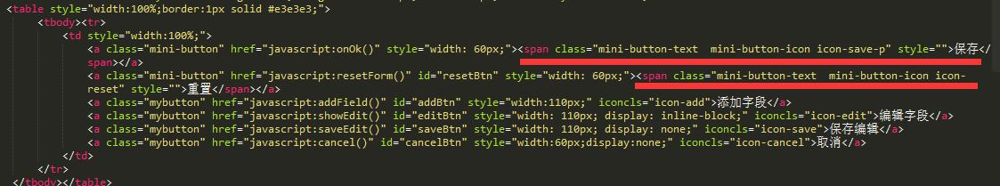 <table style="width:100%;border:1px solid #e3e3e3;">
<tbody><tr>
<td style="width:100%;">
<a class="mini-button" href="javascript:onOk()" style="width: 60px;"><span class="mini-button-text  mini-button-icon icon-save-p" style="">保存</
span></a>
<a class="mini-button" href="javascript:resetForm()" id="resetBtn" style="width: 60px;"><span class="mini-button-text  mini-button-icon icon-
reset" style="">重置</span></a>
<a class="mybutton" href="javascript:addField()" id="addBtn" style="width:110px;" iconcls="icon-add">添加字段</a>
<a class="mybutton" href="javascript:showEdit()" id="editBtn" style="width: 110px; display: inline-block;" iconcls="icon-edit">编辑字段</a>
<a class="mybutton" href="javascript:saveEdit()" id="saveBtn" style="width: 110px; display: none;" iconcls="icon-save">保存编辑</a>
<a class="mybutton" href="javascript:cancel()" id="cancelBtn" style="width:60px;display:none;" iconcls="icon-cancel">取消</a>
</td>
</tr>
</tbody></table>